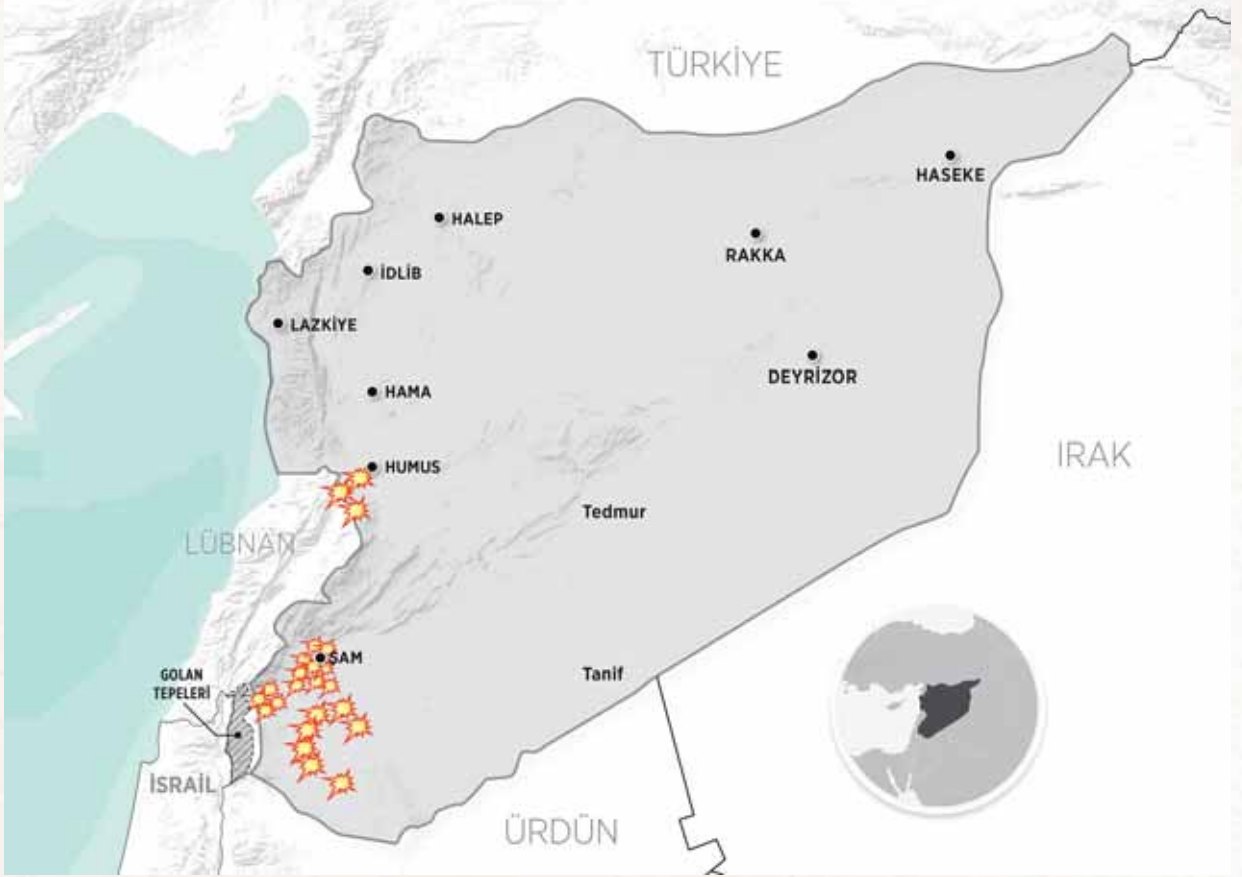 TÜRKİYE
HASEKE
HALEP
RAKKA
İDLİB
LAZKİYE
DEYRİZOR
HAMA
IRAK
HUMUS
Tedmur
LÜBNAN
ŞAM
GOLAN
TEPELERİ
Tanif
İSRAİL
ÜRDÜN